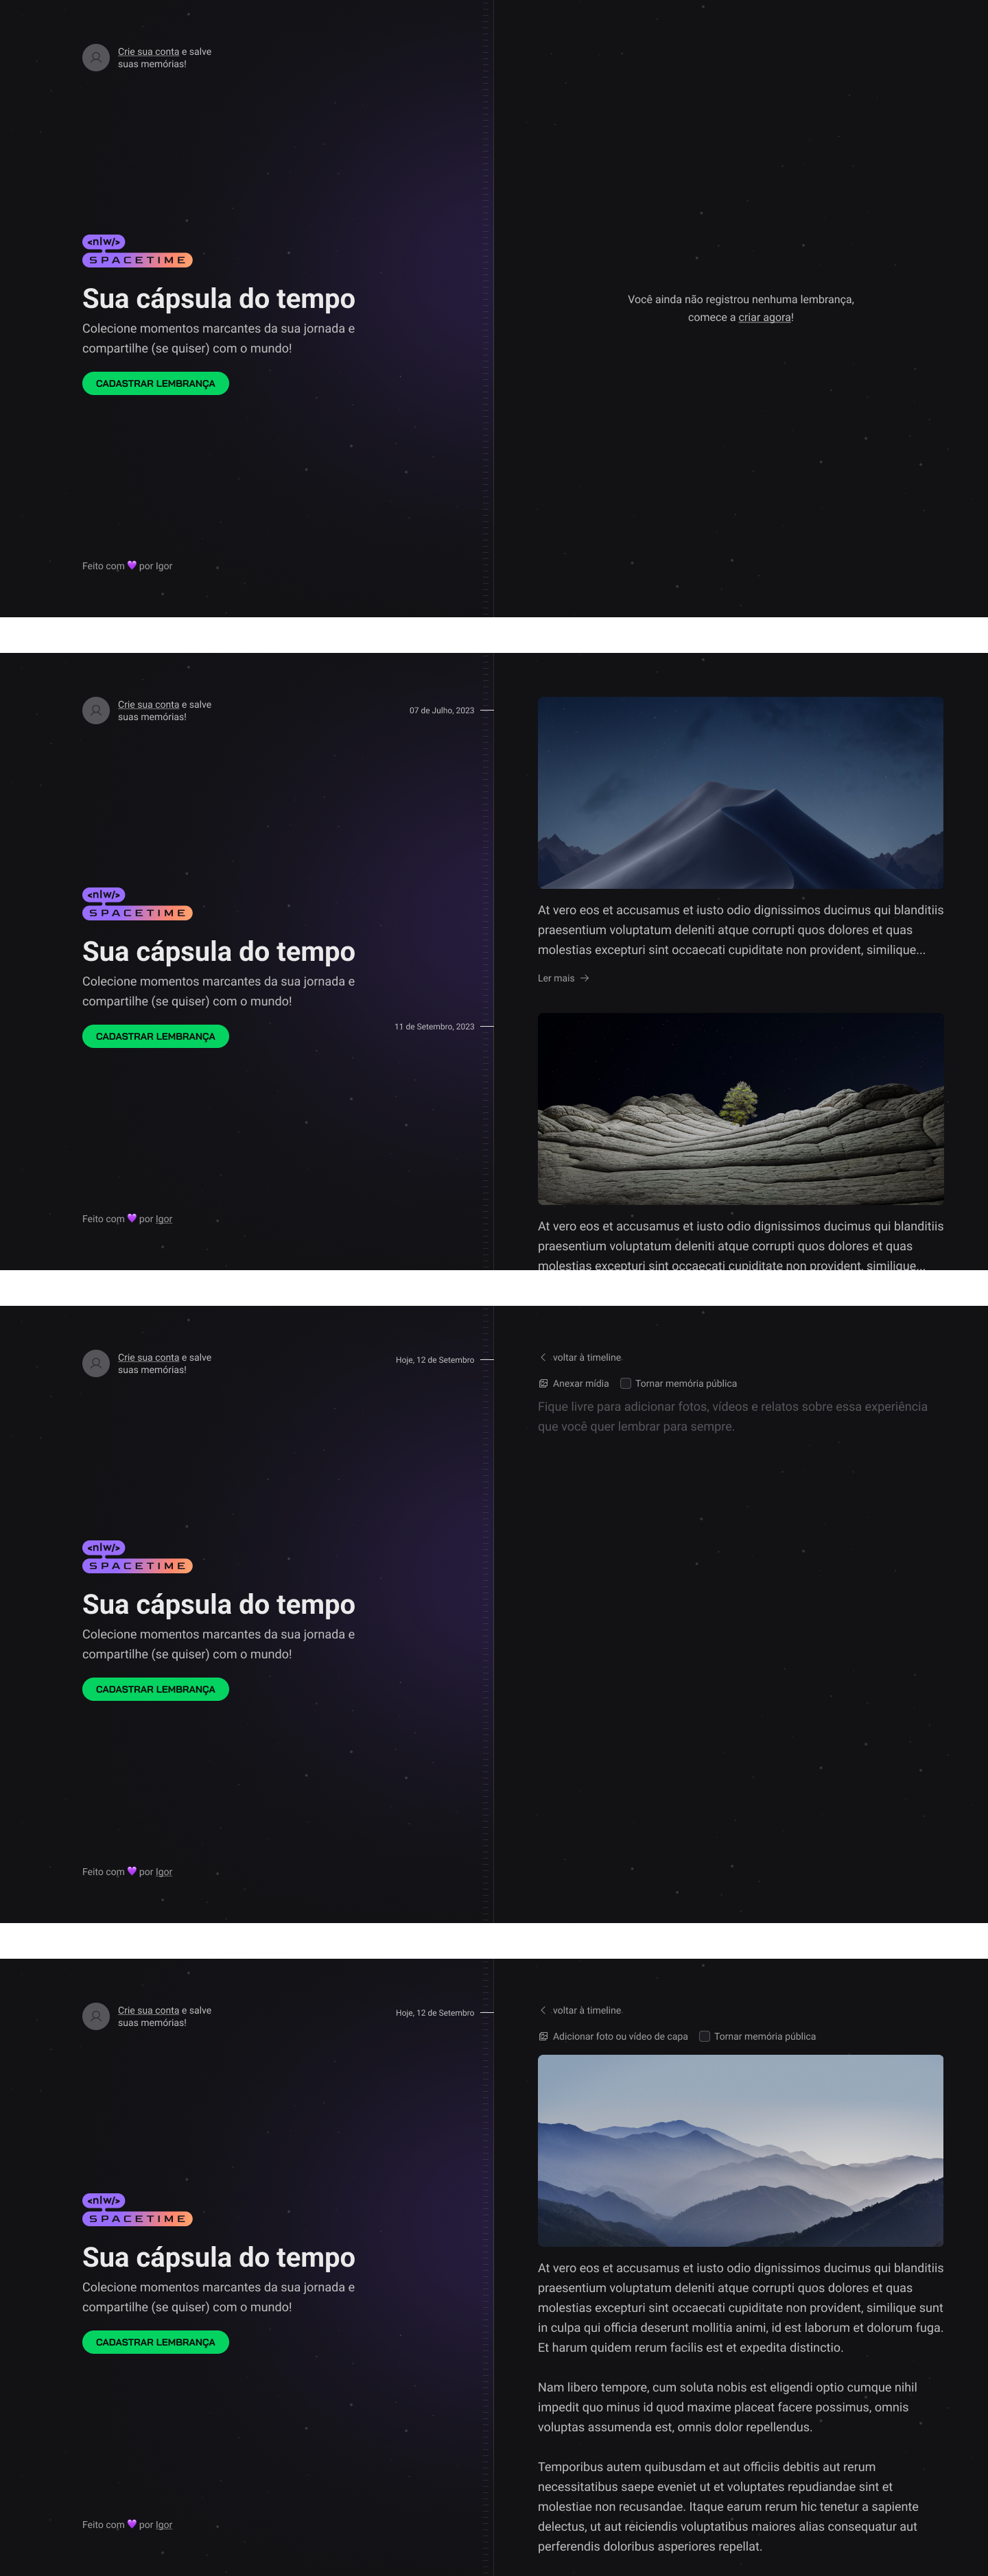 Crie sua conta e salve
suas memórias!
<nlw/>
SPACETIME
Sua cápsula do tempo
Colecione momentos marcantes da sua jornada e
compartilhe (se quiser) com o mundo!
CADASTRAR LEMBRANÇA
Feito com 💜 por Igor
Você ainda não registrou nenhuma lembrança,
comece a criar agora!
Crie sua conta e salve
suas memórias!
<nlw/>
SPACETIME
Sua cápsula do tempo
Colecione momentos marcantes da sua jornada e
compartilhe (se quiser) com o mundo!
CADASTRAR LEMBRANÇA
Feito com 💜 por Igor
07 de Julho, 2023
At vero eos et accusamus et iusto odio dignissimos ducimus qui blanditiis
praesentium voluptatum deleniti atque corrupti quos dolores et quas
molestias excepturi sint occaecati cupiditate non provident, similique...
Ler mais →
11 de Setembro, 2023
At vero eos et accusamus et iusto odio dignissimos ducimus qui blanditiis
praesentium voluptatum deleniti atque corrupti quos dolores et quas
molestias excepturi sint occaecati cupiditate non provident, similique...
Crie sua conta e salve
suas memórias!
<nlw/>
SPACETIME
Sua cápsula do tempo
Colecione momentos marcantes da sua jornada e
compartilhe (se quiser) com o mundo!
CADASTRAR LEMBRANÇA
Feito com 💜 por Igor
Hoje, 12 de Setembro
voltar à timeline
Anexar mídia Tornar memória pública
Fique livre para adicionar fotos, vídeos e relatos sobre essa experiência
que você quer lembrar para sempre.
Crie sua conta e salve
suas memórias!
<nlw/>
SPACETIME
Sua cápsula do tempo
Colecione momentos marcantes da sua jornada e
compartilhe (se quiser) com o mundo!
CADASTRAR LEMBRANÇA
Feito com 💜 por Igor
Hoje, 12 de Setembro
voltar à timeline
Adicionar foto ou vídeo de capa Tornar memória pública
At vero eos et accusamus et iusto odio dignissimos ducimus qui blanditiis
praesentium voluptatum deleniti atque corrupti quos dolores et quas
molestias excepturi sint occaecati cupiditate non provident, similique sunt
in culpa qui officia deserunt mollitia animi, id est laborum et dolorum fuga.
Et harum quidem rerum facilis est et expedita distinctio.
Nam libero tempore, cum soluta nobis est eligendi optio cumque nihil
impedit quo minus id quod maxime placeat facere possimus, omnis
voluptas assumenda est, omnis dolor repellendus.
Temporibus autem quibusdam et aut officiis debitis aut rerum
necessitatibus saepe eveniet ut et voluptates repudiandae sint et
molestiae non recusandae. Itaque earum rerum hic tenetur a sapiente
delectus, ut aut reiciendis voluptatibus maiores alias consequatur aut
perferendis doloribus asperiores repellat.